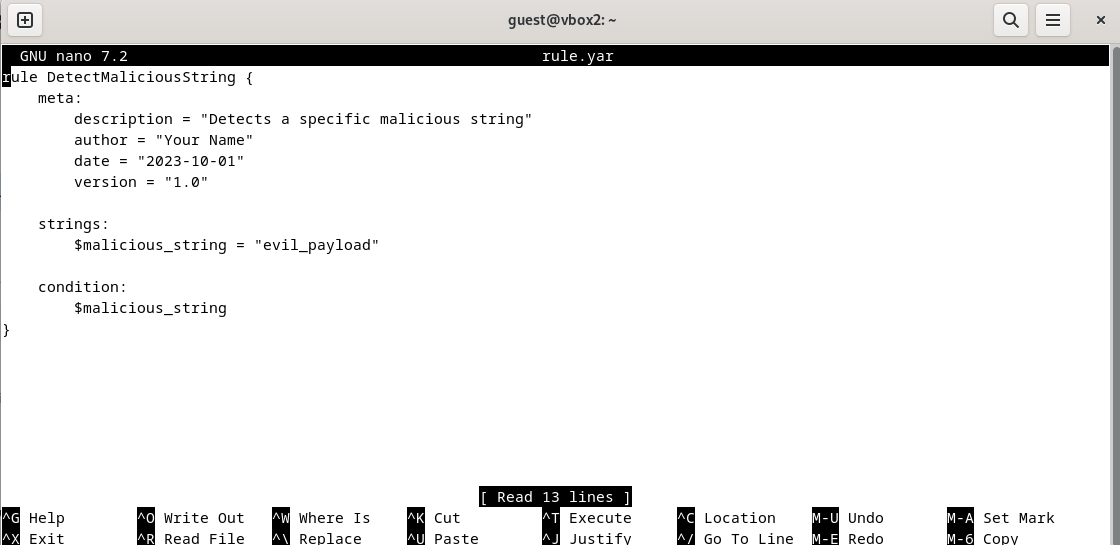 guest@vbox2: ~
GNU nano 7.2 rule.yar
rule DetectMaliciousString {
    meta:
        description = "Detects a specific malicious string"
        author = "Your Name"
        date = "2023-10-01"
        version = "1.0"

    strings:
        $malicious_string = "evil_payload"

    condition:
        $malicious_string
}
[ Read 13 lines ]
^G Help ^O Write Out ^W Where Is ^K Cut ^T Execute ^C Location M-U Undo M-A Set Mark
^X Exit ^R Read File ^\ Replace ^U Paste ^J Justify ^/ Go To Line M-E Redo M-6 Copy